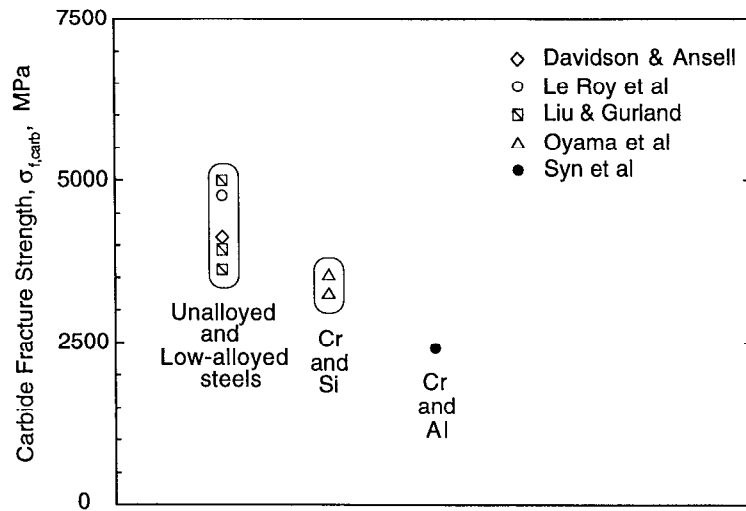 7500
5000
2500
0
Carbide Fracture Strength, σf,carb, MPa
Davidson & Ansell
Le Roy et al
Liu & Gurland
Oyama et al
Syn et al
Unalloyed
and
Low-alloyed
steels
Cr
and
Si
Cr
and
Al